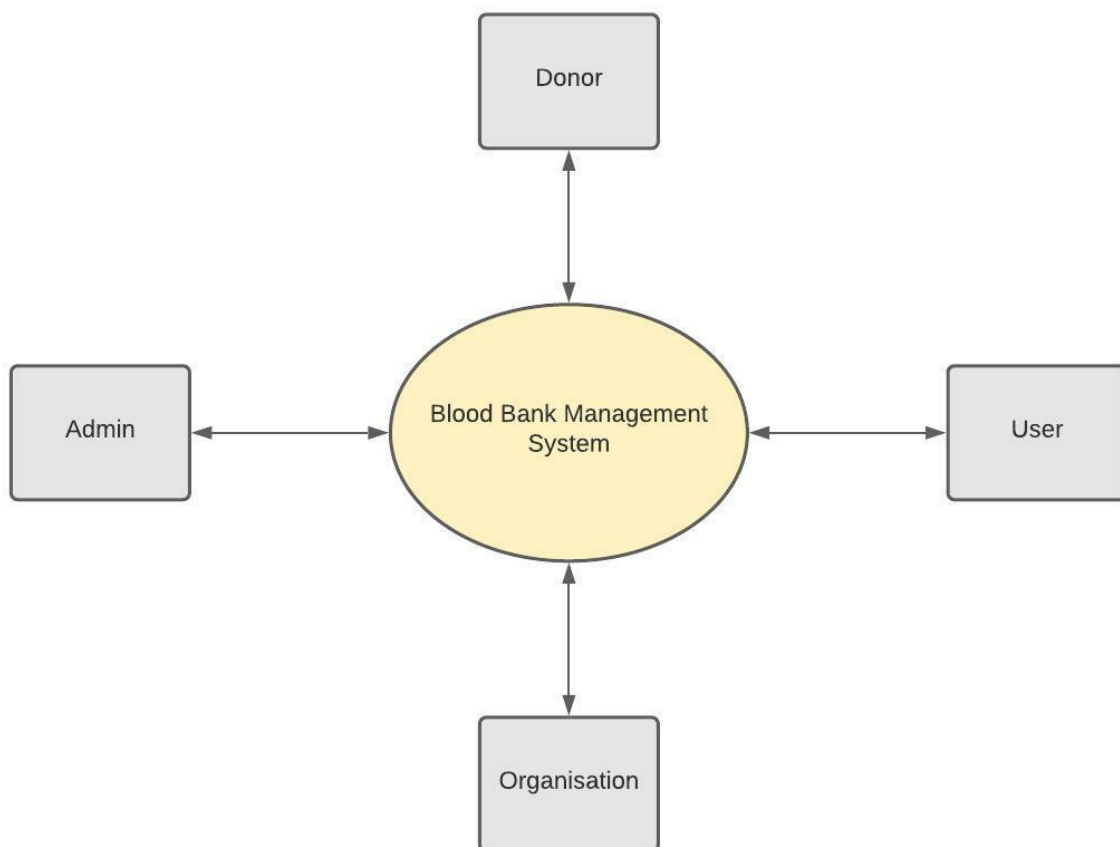 Donor
Admin
Blood Bank Management
System
User
Organisation